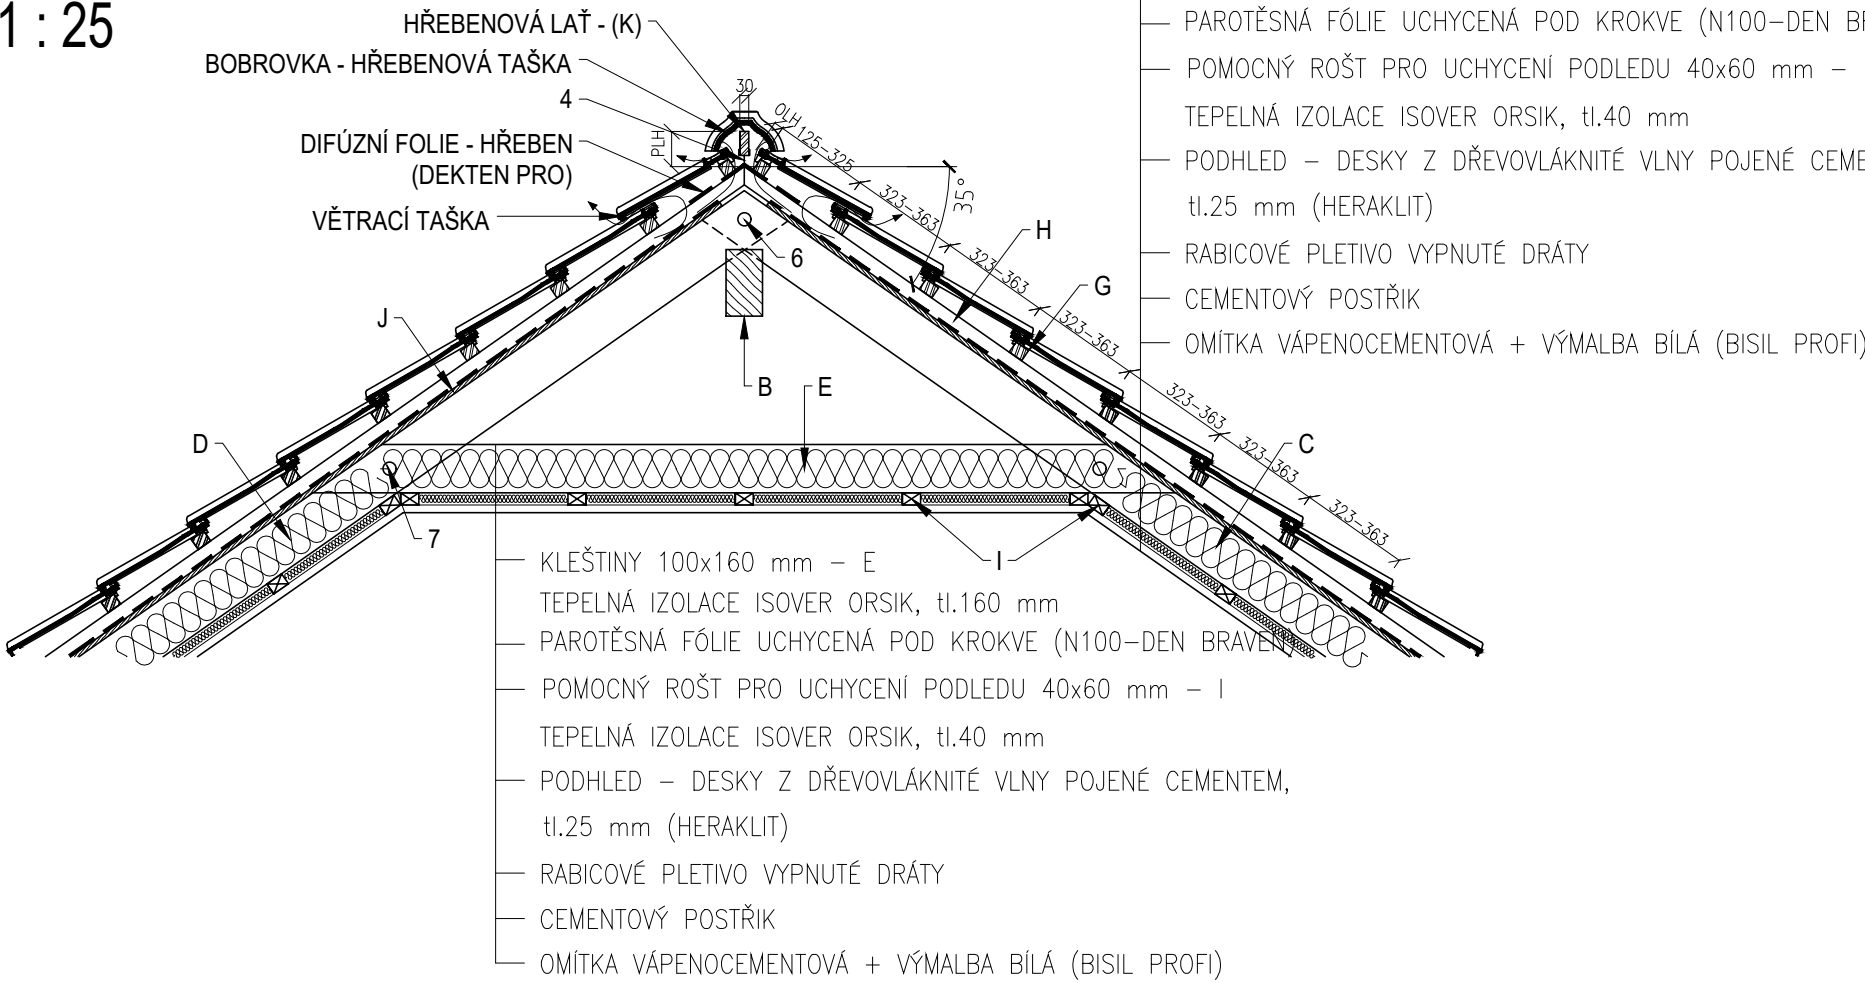 1 : 25
HŘEBENOVÁ LAŤ - (K)
BOBROVKA - HŘEBENOVÁ TAŠKA
4
DIFÚZNÍ FOLIE - HŘEBEN
(DEKTEN PRO)
VĚTRACÍ TAŠKA
30
PLH
OLH
125-325
323-363
323-363
323-363
323-363
323-363
323-363
323-363
35°
H
G
6
J
B
E
D
C
7
I
PAROTĚSNÁ FÓLIE UCHYCENÁ POD KROKVE (N100-DEN
POMOCNÝ ROŠT PRO UCHYCENÍ PODLEDU 40x60 mm -
TEPELNÁ IZOLACE ISOVER ORSIK, tl.40 mm
PODHLED - DESKY Z DŘEVOVLÁKNITÉ VLNY POJENÉ
tl.25 mm (HERAKLIT)
RABICOVÉ PLETIVO VYPNUTÉ DRÁTY
CEMENTOVÝ POSTŘIK
OMÍTKA VÁPENOCEMENTOVÁ + VÝMALBA BÍLÁ (BISIL PROFI)
KLEŠTINY 100x160 mm - E
TEPELNÁ IZOLACE ISOVER ORSIK, tl.160 mm
PAROTĚSNÁ FÓLIE UCHYCENÁ POD KROKVE (N100-DEN BRAVEN)
POMOCNÝ ROŠT PRO UCHYCENÍ PODLEDU 40x60 mm - I
TEPELNÁ IZOLACE ISOVER ORSIK, tl.40 mm
PODHLED - DESKY Z DŘEVOVLÁKNITÉ VLNY POJENÉ CEMENTEM,
tl.25 mm (HERAKLIT)
RABICOVÉ PLETIVO VYPNUTÉ DRÁTY
CEMENTOVÝ POSTŘIK
OMÍTKA VÁPENOCEMENTOVÁ + VÝMALBA BÍLÁ (BISIL PROFI)